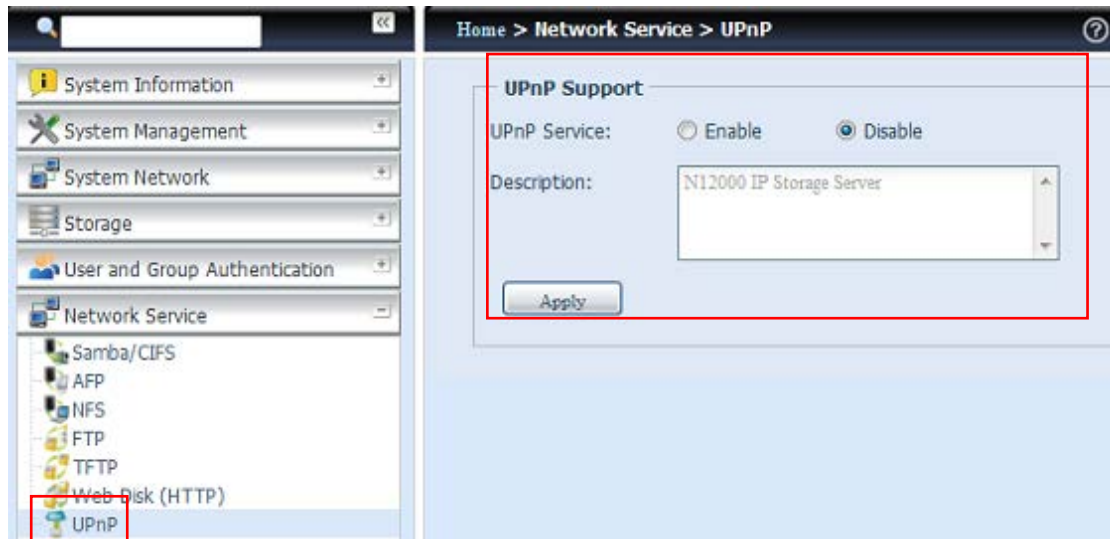 Home > Network Service > UPnP
System Information
System Management
System Network
Storage
User and Group Authentication
Network Service
Samba/CIFS
AFP
NFS
FTP
TFTP
Web Disk (HTTP)
UPnP
UPnP Support
UPnP Service: Enable Disable
Description: N12000 IP Storage Server
Apply